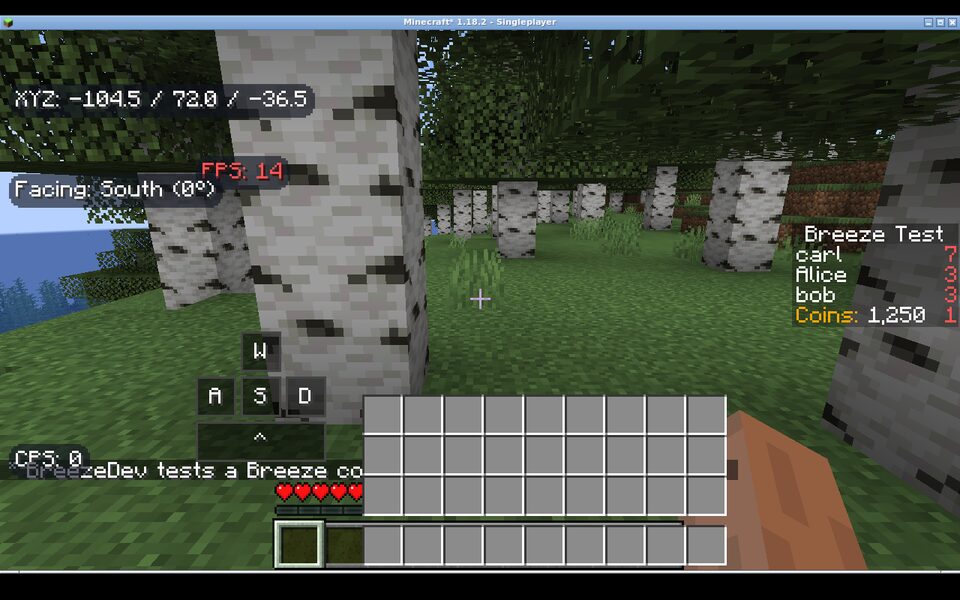 Minecraft* 1.18.2 - Singleplayer
XYZ: -104.5 / 72.0 / -36.5
FPS: 14
Facing: South (0°)
Breeze Test
carl 7
Alice 3
bob 3
Coins: 1,250 1
W
A S D
^
CPS: 0
BreezeDev tests a Breeze co